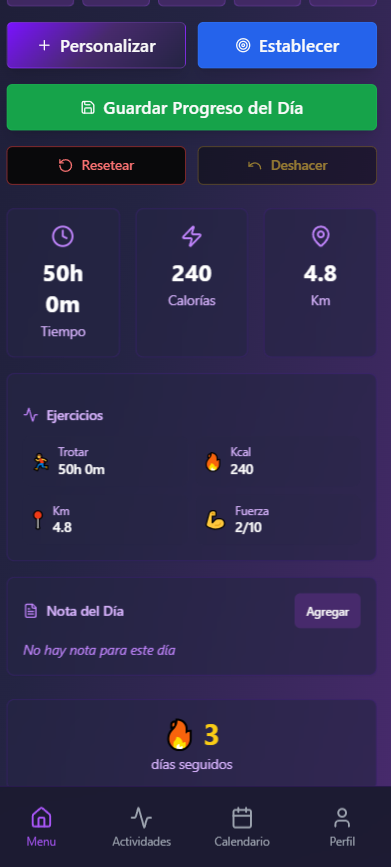 Personalizar
Establecer
Guardar Progreso del Día
Resetear
Deshacer
50h
0m
Tiempo
240
Calorías
4.8
Km
Ejercicios
Trotar
50h 0m
Kcal
240
Km
4.8
Fuerza
2/10
Nota del Día
Agregar
No hay nota para este día
3
días seguidos
Menu
Actividades
Calendario
Perfil